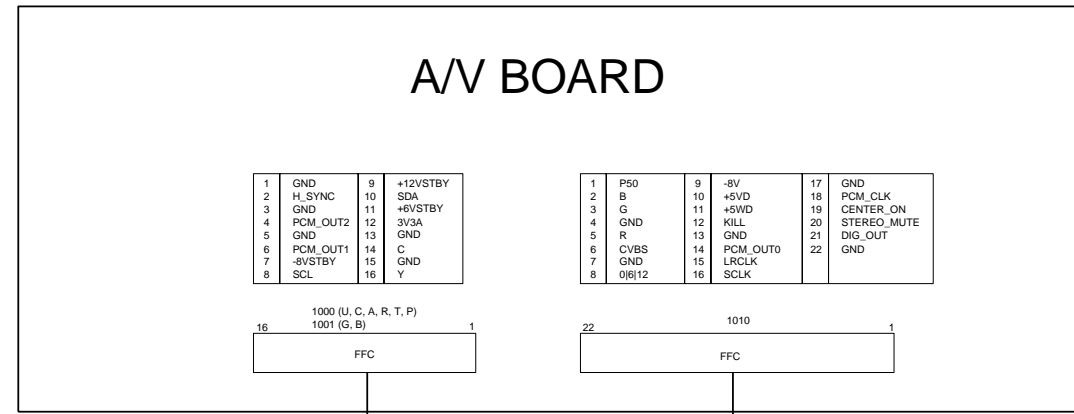 A/V BOARD
1 GND 9 +12VSTBY
2 H_SYNC 10 SDA
3 GND 11 +6VSTBY
4 PCM_OUT2 12 3V3A
5 GND 13 GND
6 PCM_OUT1 14 C
7 -8VSTBY 15 GND
8 SCL 16 Y
1 P50 9 -8V 17 GND
2 B 10 +5VD 18 PCM_CLK
3 G 11 +5WD 19 CENTER_ON
4 GND 12 KILL 20 STEREO_MUTE
5 R 13 GND 21 DIG_OUT
6 CVBS 14 PCM_OUT0 22 GND
7 GND 15 LRCLK
8 0|6|12 16 SCLK
1000 (U, C, A, R, T, P)
16 1001 (G, B) 1
FFC
22 1010 1
FFC